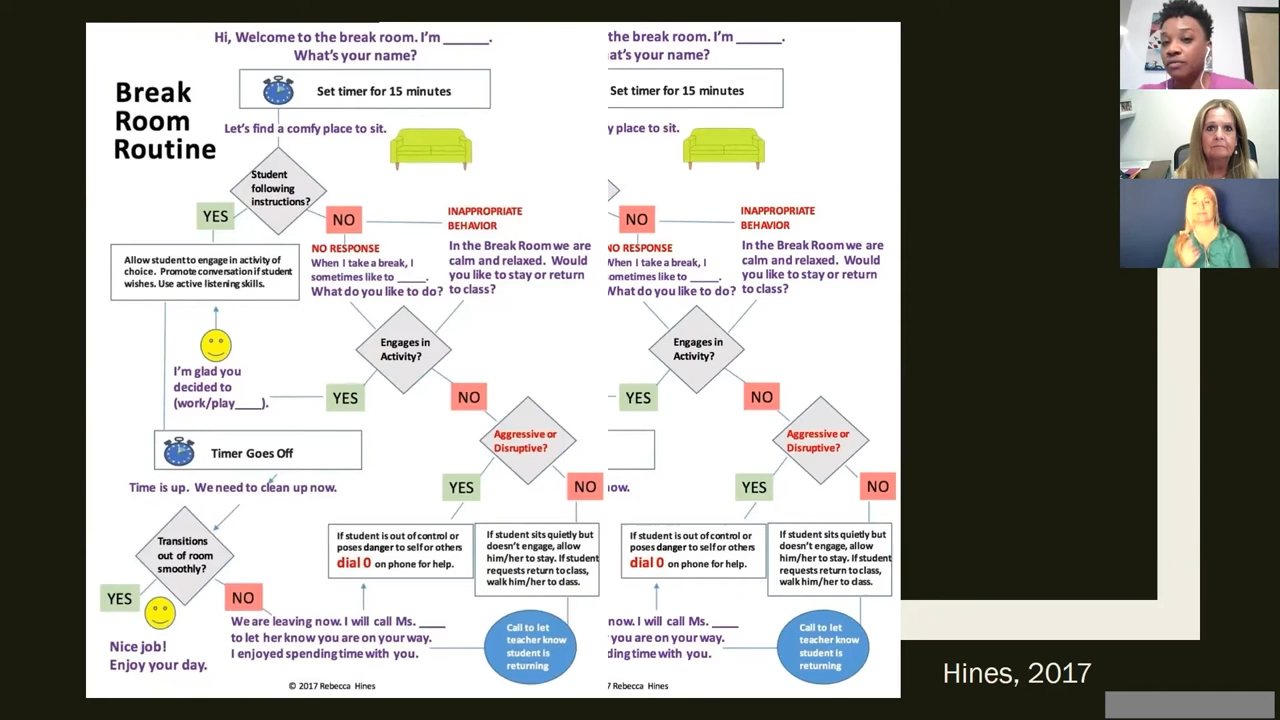 Hi, Welcome to the break room. I'm ______.
What's your name?
Break
Room
Routine
Set timer for 15 minutes
Let's find a comfy place to sit.
Student
following
instructions?
YES
NO
INAPPROPRIATE
BEHAVIOR
Allow student to engage in activity of
choice. Promote conversation if student
wishes. Use active listening skills.
NO RESPONSE
When I take a break, I
sometimes like to _____.
What do you like to do?
In the Break Room we are
calm and relaxed. Would
you like to stay or return
to class?
Engages in
Activity?
I'm glad you
decided to
(work/play____).
YES
NO
Aggressive or
Disruptive?
Timer Goes Off
Time is up. We need to clean up now.
YES
NO
Transitions
out of room
smoothly?
If student is out of control or
poses danger to self or others
dial 0 on phone for help.
If student sits quietly but
doesn't engage, allow
him/her to stay. If student
requests return to class,
walk him/her to class.
YES
NO
Nice job!
Enjoy your day.
We are leaving now. I will call Ms. ____
to let her know you are on your way.
I enjoyed spending time with you.
Call to let
teacher know
student is
returning
© 2017 Rebecca Hines
the break room. I'm ______.
at's your name?
Set timer for 15 minutes
y place to sit.
NO
INAPPROPRIATE
BEHAVIOR
NO RESPONSE
When I take a break, I
sometimes like to _____.
What do you like to do?
In the Break Room we are
calm and relaxed. Would
you like to stay or return
to class?
Engages in
Activity?
YES
NO
Aggressive or
Disruptive?
now.
YES
NO
If student is out of control or
poses danger to self or others
dial 0 on phone for help.
If student sits quietly but
doesn't engage, allow
him/her to stay. If student
requests return to class,
walk him/her to class.
now. I will call Ms. ____
you are on your way.
ding time with you.
Call to let
teacher know
student is
returning
7 Rebecca Hines
Hines, 2017